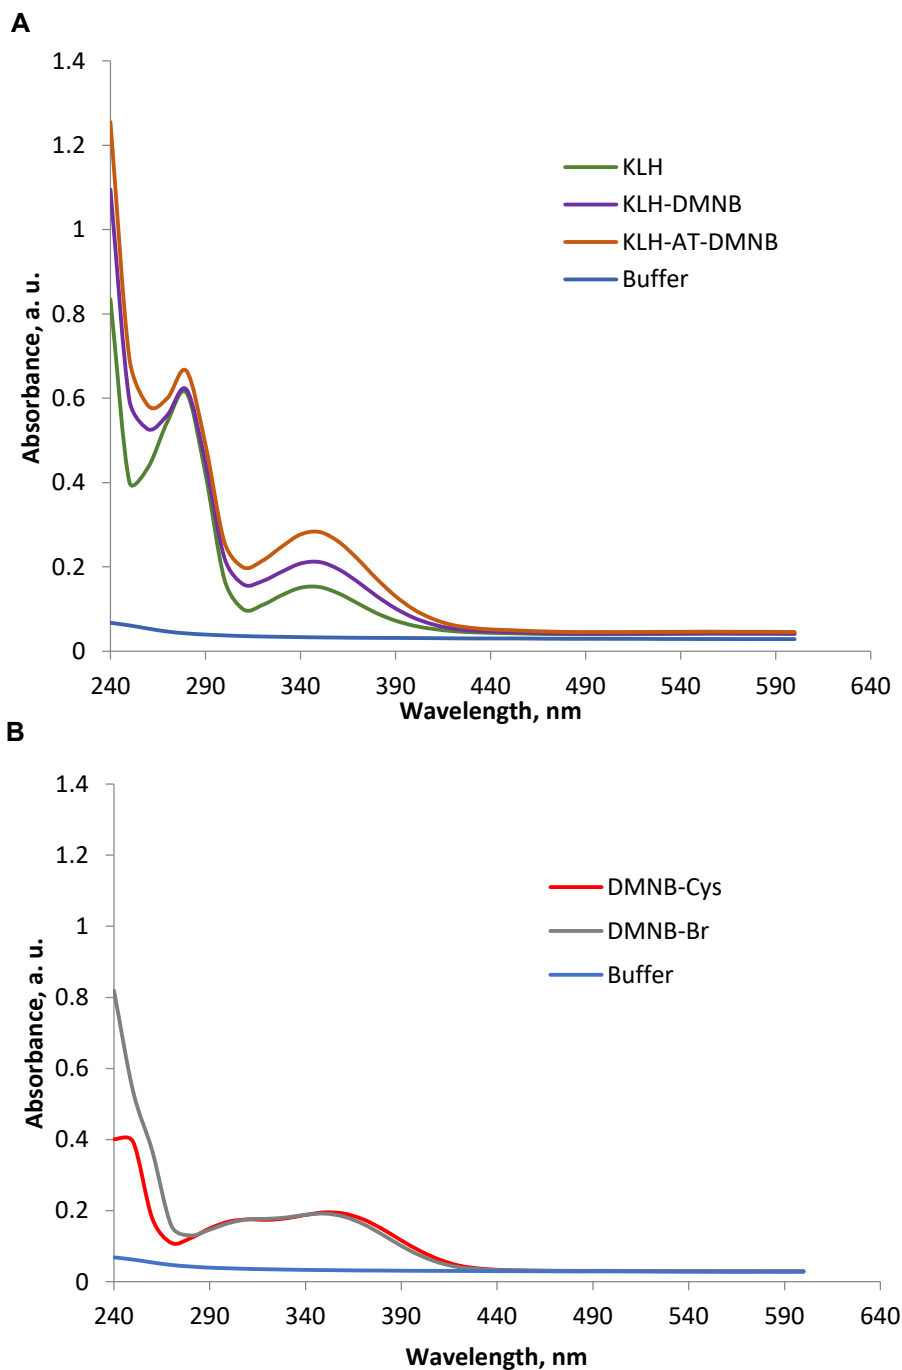 A
1.4
1.2
1
0.8
0.6
0.4
0.2
0
Absorbance, a. u.
KLH
KLH-DMNB
KLH-AT-DMNB
Buffer
240 290 340 390 440 490 540 590 640
Wavelength, nm
B
1.4
1.2
1
0.8
0.6
0.4
0.2
0
Absorbance, a. u.
DMNB-Cys
DMNB-Br
Buffer
240 290 340 390 440 490 540 590 640
Wavelength, nm